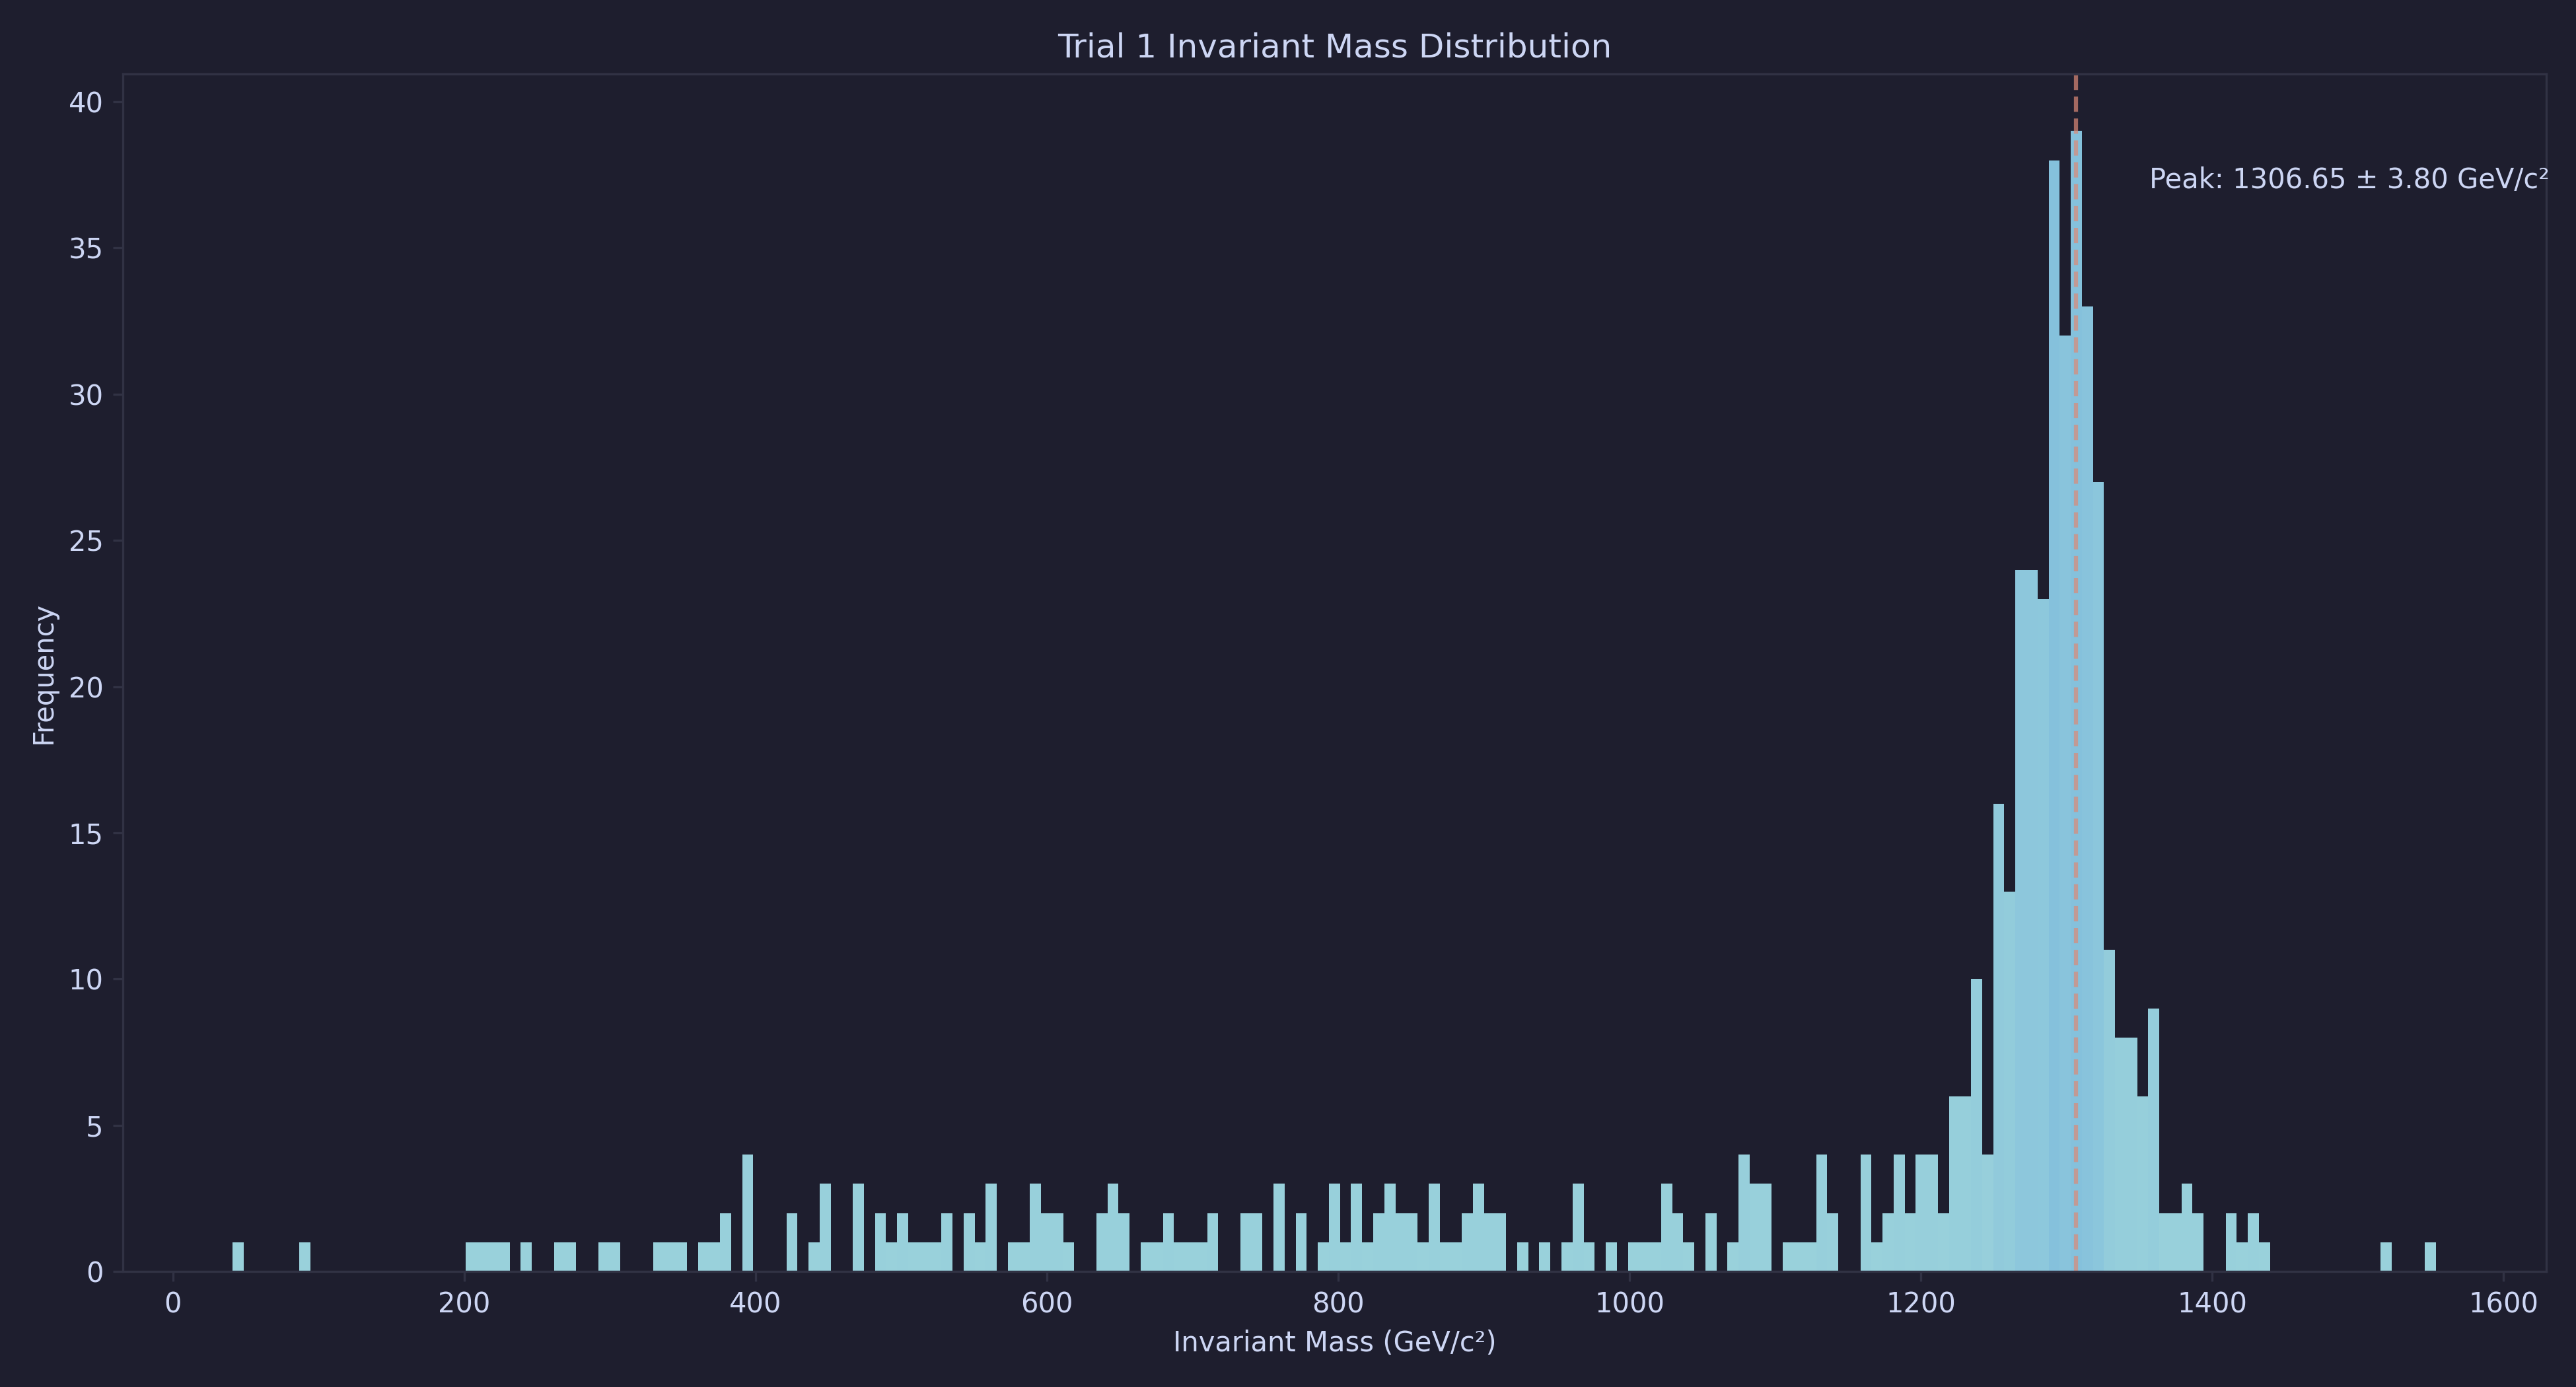 Trial 1 Invariant Mass Distribution
40
35
30
25
20
15
10
5
0
Frequency
Peak: 1306.65 ± 3.80 GeV/c²
0 200 400 600 800 1000 1200 1400 1600
Invariant Mass (GeV/c²)